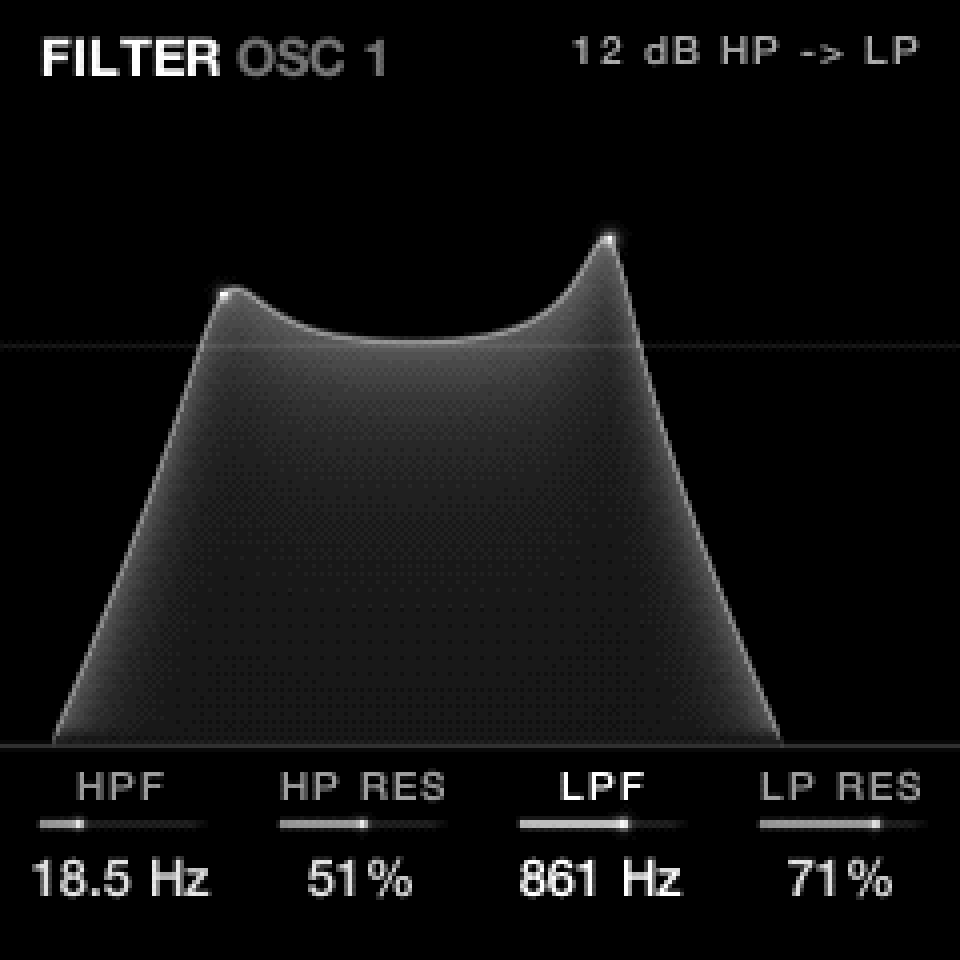 FILTER OSC 1
12 dB HP -> LP
HPF HP RES LPF LP RES
18.5 Hz 51% 861 Hz 71%